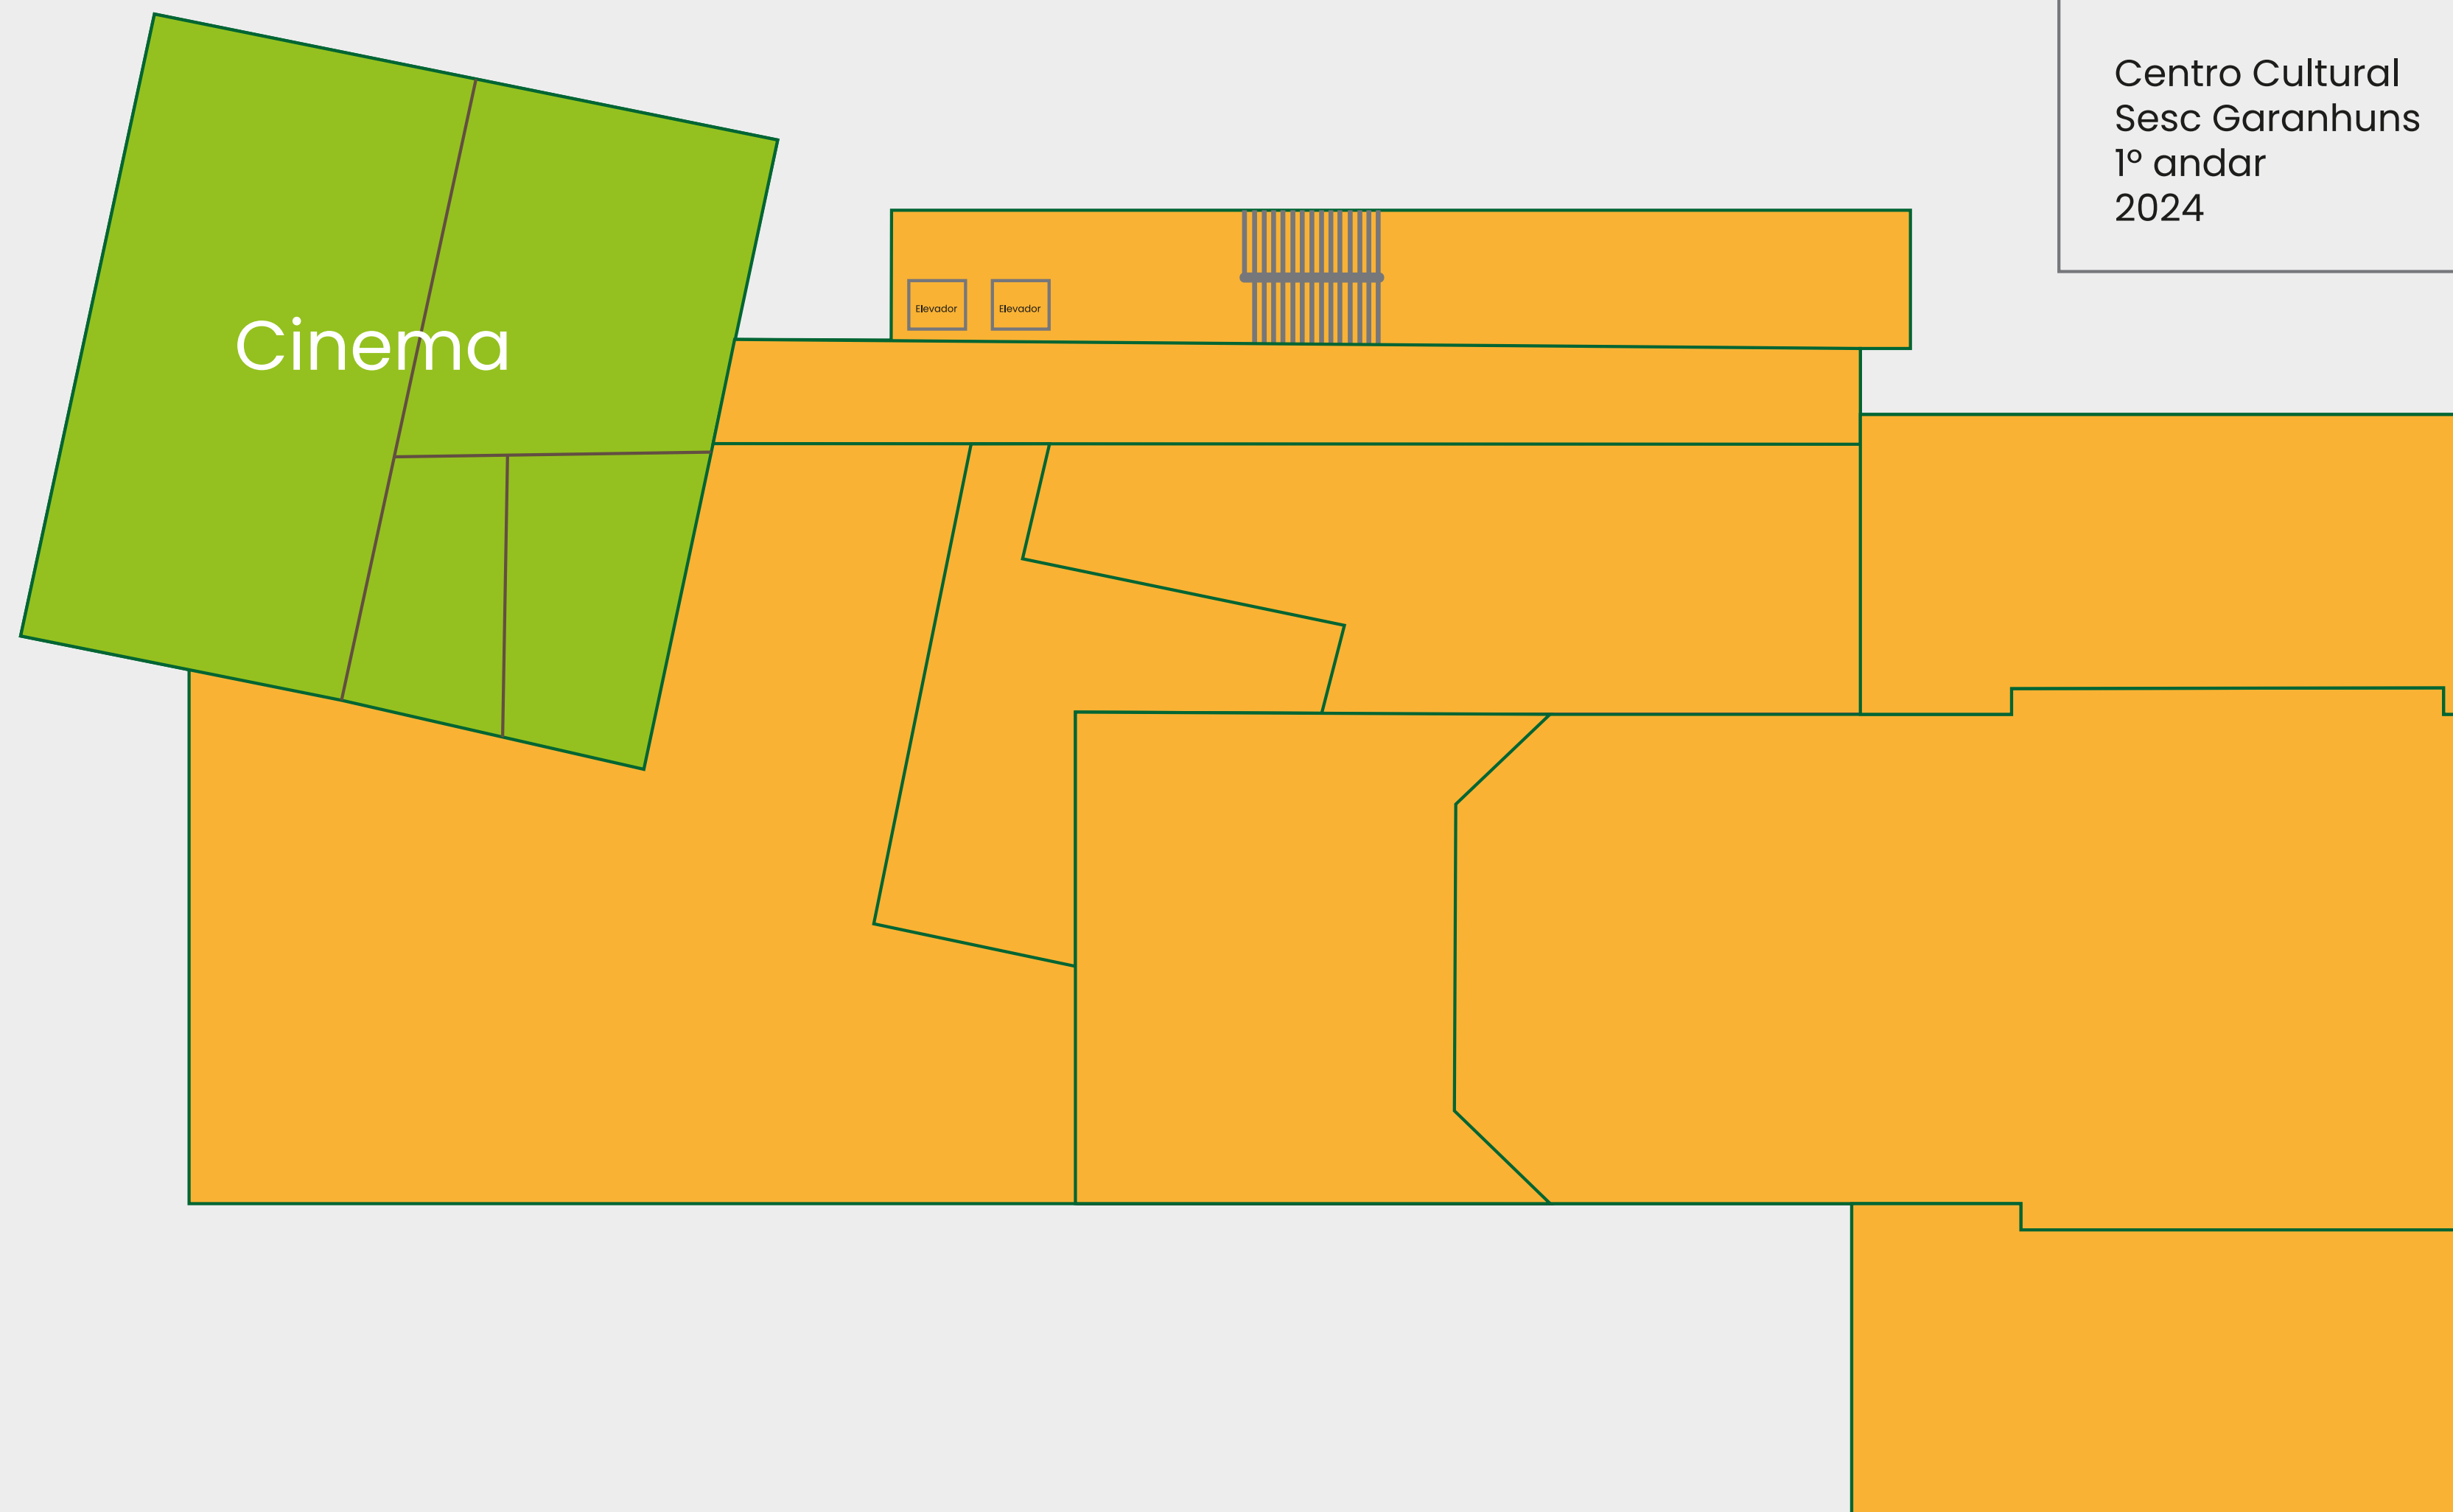 Centro Cultural
Sesc Garanhuns
1º andar
2024
Elevador
Elevador
Cinema